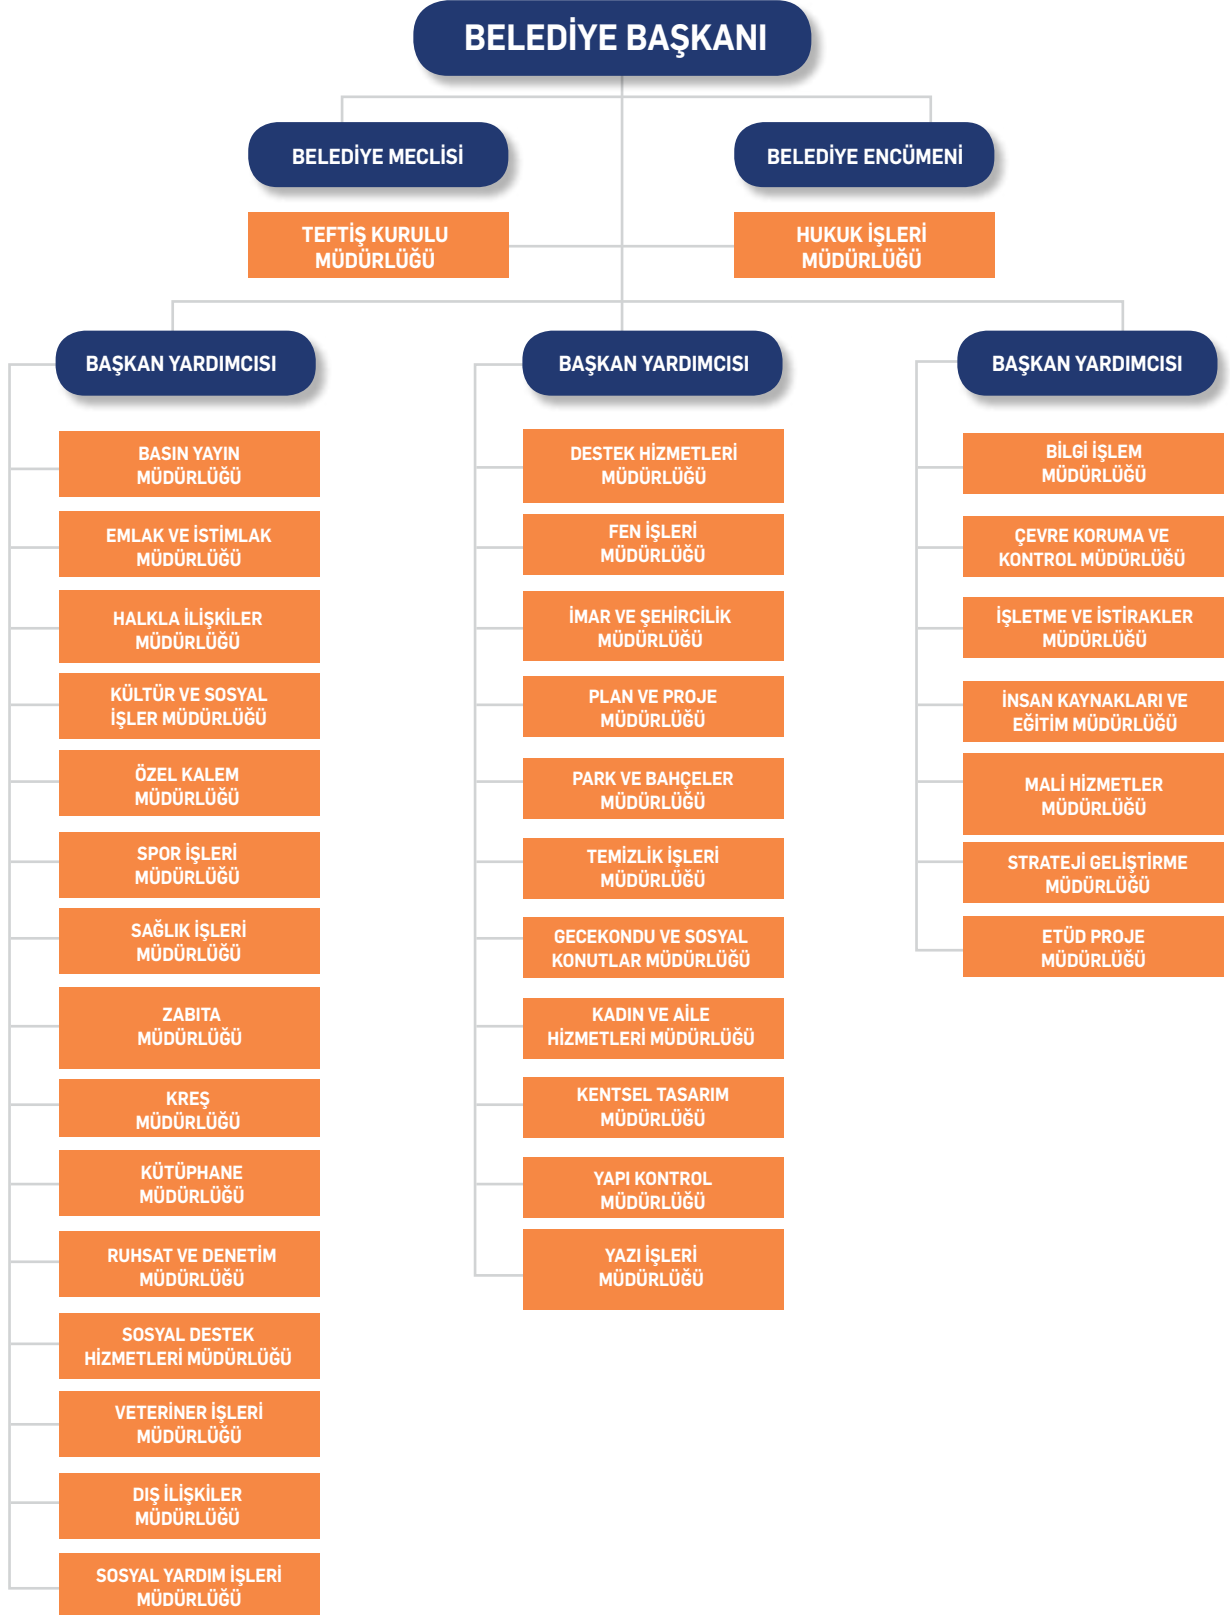 BELEDİYE BAŞKANI
BELEDİYE MECLİSİ
BELEDİYE ENCÜMENİ
TEFTİŞ KURULU
MÜDÜRLÜĞÜ
HUKUK İŞLERİ
MÜDÜRLÜĞÜ
BAŞKAN YARDIMCISI
BASIN YAYIN
MÜDÜRLÜĞÜ
EMLAK VE İSTİMLAK
MÜDÜRLÜĞÜ
HALKLA İLİŞKİLER
MÜDÜRLÜĞÜ
KÜLTÜR VE SOSYAL
İŞLER MÜDÜRLÜĞÜ
ÖZEL KALEM
MÜDÜRLÜĞÜ
SPOR İŞLERİ
MÜDÜRLÜĞÜ
SAĞLIK İŞLERİ
MÜDÜRLÜĞÜ
ZABITA
MÜDÜRLÜĞÜ
KREŞ
MÜDÜRLÜĞÜ
KÜTÜPHANE
MÜDÜRLÜĞÜ
RUHSAT VE DENETİM
MÜDÜRLÜĞÜ
SOSYAL DESTEK
HİZMETLERİ MÜDÜRLÜĞÜ
VETERİNER İŞLERİ
MÜDÜRLÜĞÜ
DIŞ İLİŞKİLER
MÜDÜRLÜĞÜ
SOSYAL YARDIM İŞLERİ
MÜDÜRLÜĞÜ
BAŞKAN YARDIMCISI
DESTEK HİZMETLERİ
MÜDÜRLÜĞÜ
FEN İŞLERİ
MÜDÜRLÜĞÜ
İMAR VE ŞEHİRCİLİK
MÜDÜRLÜĞÜ
PLAN VE PROJE
MÜDÜRLÜĞÜ
PARK VE BAHÇELER
MÜDÜRLÜĞÜ
TEMİZLİK İŞLERİ
MÜDÜRLÜĞÜ
GECEKONDU VE SOSYAL
KONUTLAR MÜDÜRLÜĞÜ
KADIN VE AİLE
HİZMETLERİ MÜDÜRLÜĞÜ
KENTSEL TASARIM
MÜDÜRLÜĞÜ
YAPI KONTROL
MÜDÜRLÜĞÜ
YAZI İŞLERİ
MÜDÜRLÜĞÜ
BAŞKAN YARDIMCISI
BİLGİ İŞLEM
MÜDÜRLÜĞÜ
ÇEVRE KORUMA VE
KONTROL MÜDÜRLÜĞÜ
İŞLETME VE İSTİRAKLER
MÜDÜRLÜĞÜ
İNSAN KAYNAKLARI VE
EĞİTİM MÜDÜRLÜĞÜ
MALİ HİZMETLER
MÜDÜRLÜĞÜ
STRATEJİ GELİŞTİRME
MÜDÜRLÜĞÜ
ETÜD PROJE
MÜDÜRLÜĞÜ